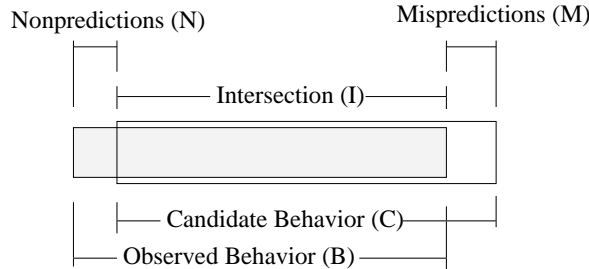 Nonpredictions (N)
Mispredictions (M)
Intersection (I)
Candidate Behavior (C)
Observed Behavior (B)